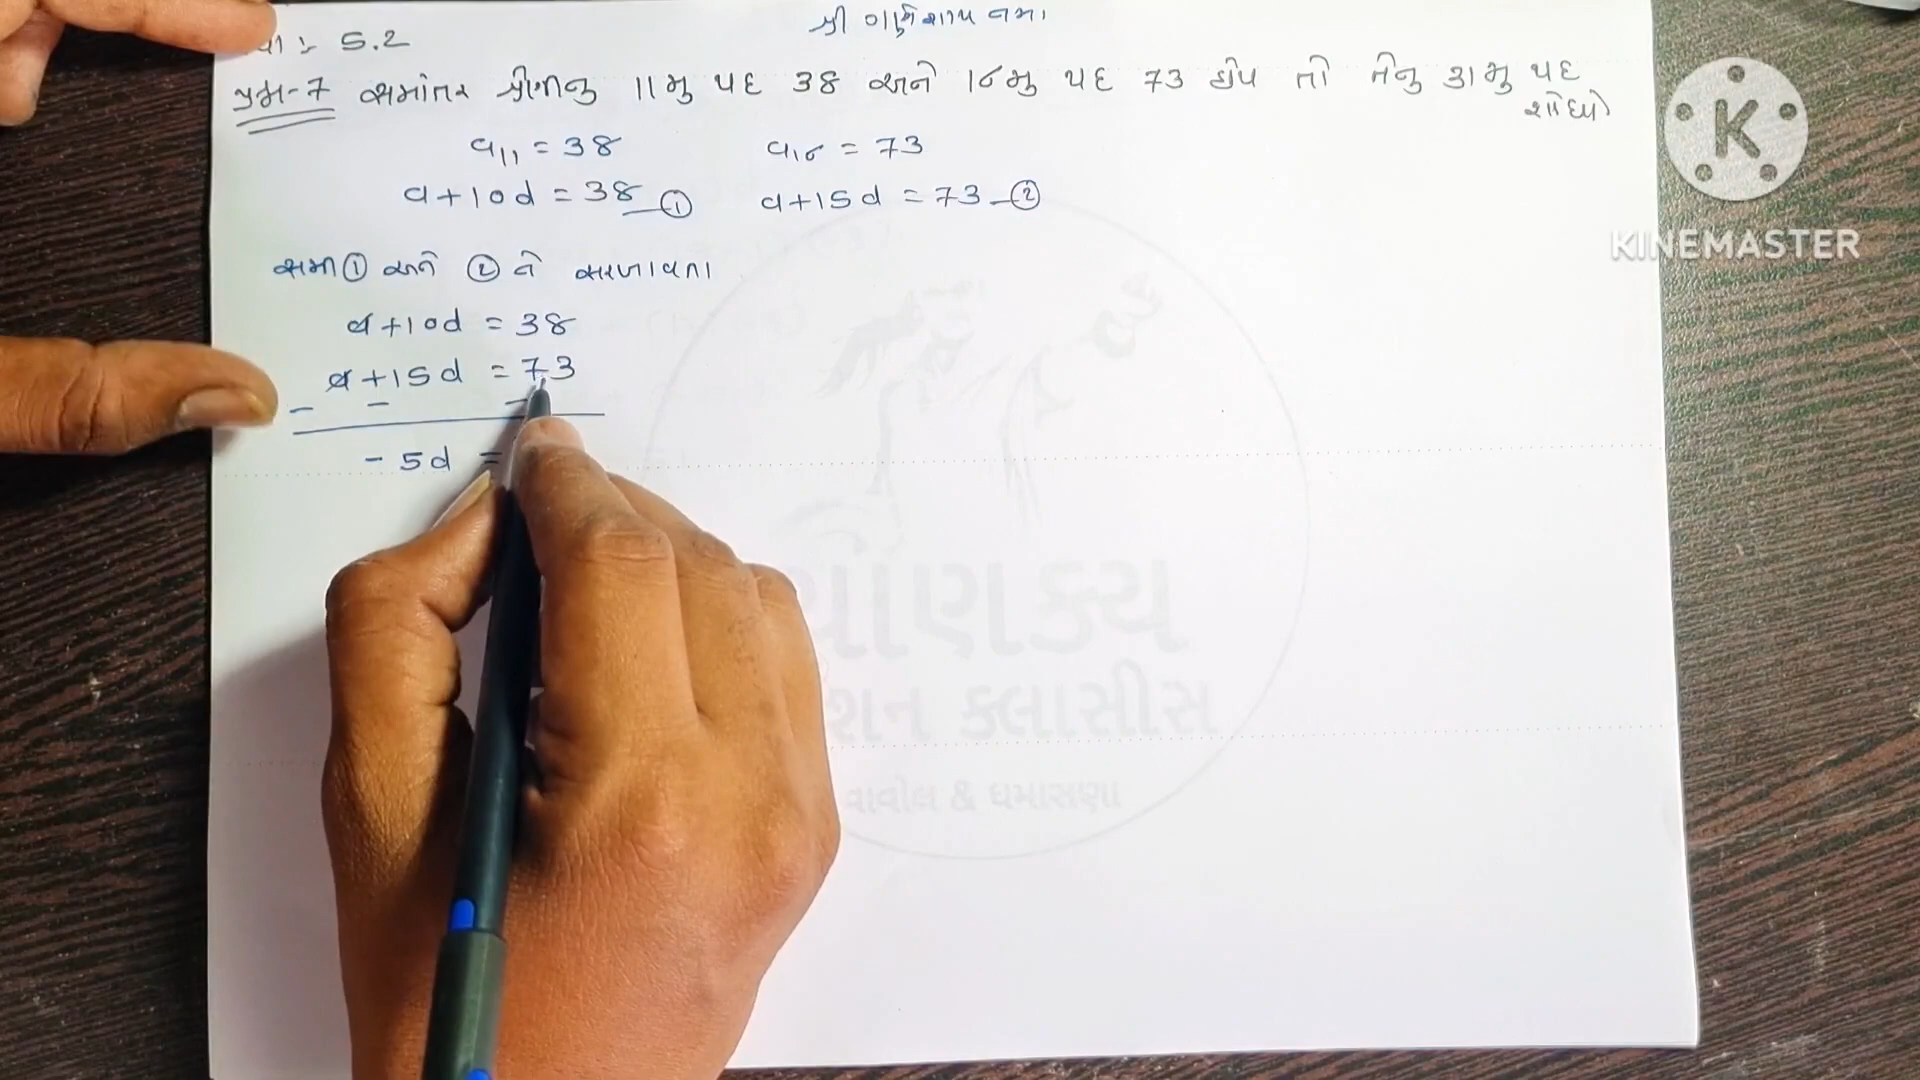 શ્રી ગણેશાય નમઃ
5.2
પ્રશ્ન-7 સમાંતર શ્રેણીનુ 11મુ પદ 38 અને 16મુ પદ 73 હોય તો તેનુ 31મુ પદ શોધો
a₁₁ = 38 a₁₆ = 73
a+10d = 38 ① a+15d = 73 ②
સમી ① અને ② ને સરખાવતા
a+10d = 38
a+15d = 73
- - -
-5d =
KINEMASTER
ચાણક્ય
ક્લાસીસ
વાવોલ & ધમાસણા